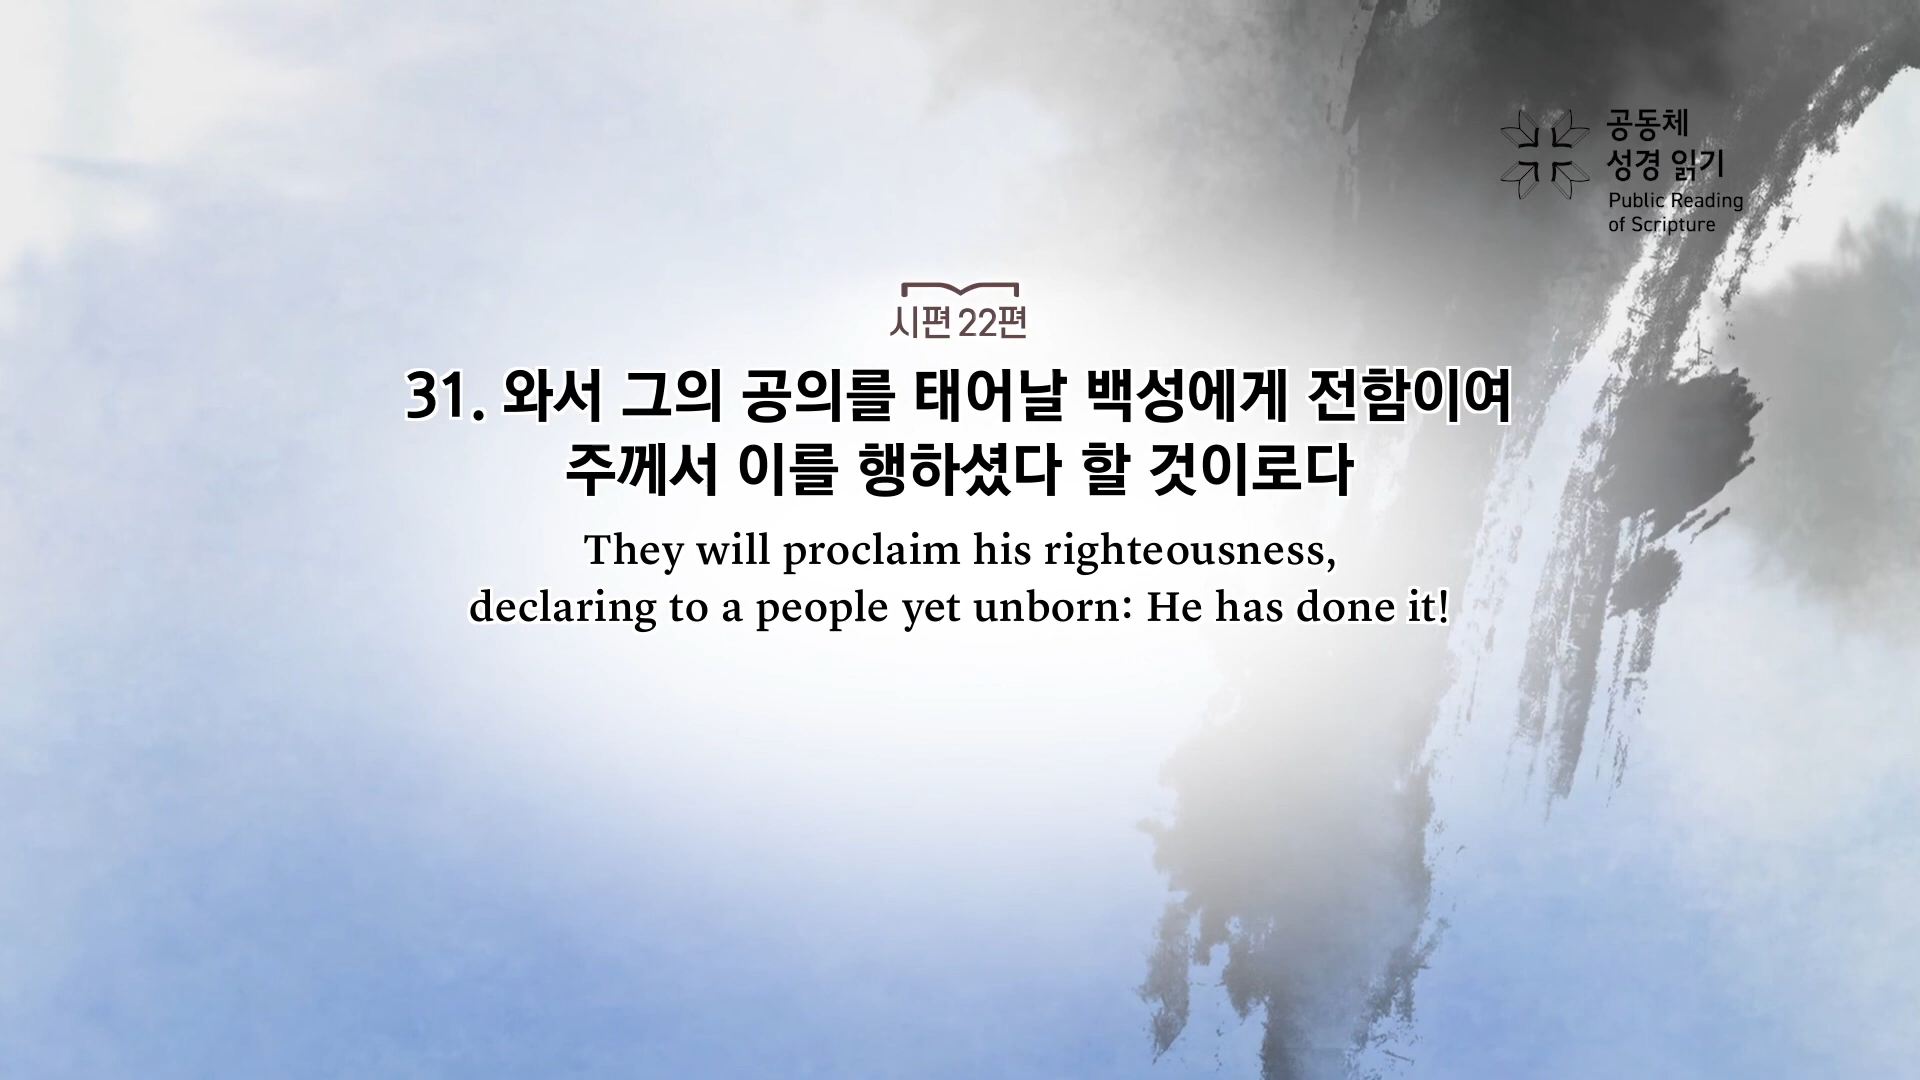 공동체
성경 읽기
Public Reading
of Scripture
시편 22편
31. 와서 그의 공의를 태어날 백성에게 전함이여
주께서 이를 행하셨다 할 것이로다
They will proclaim his righteousness,
declaring to a people yet unborn: He has done it!